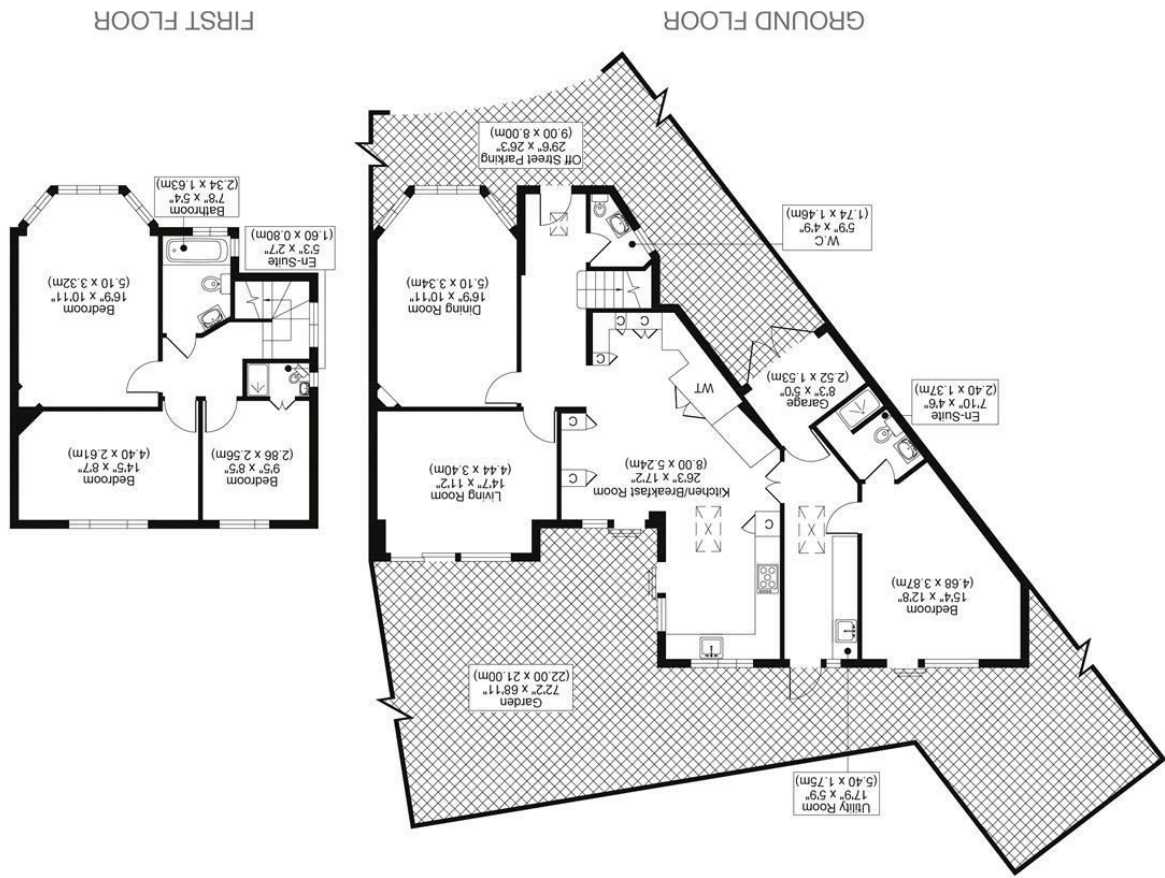 Utility Room
17'9" x 5'9"
(5.40 x 1.75m)
Garden
72'2" x 68'11"
(22.00 x 21.00m)
Bedroom
15'4" x 12'8"
(4.68 x 3.87m)
Kitchen/Breakfast Room
26'3" x 17'2"
(8.00 x 5.24m)
Living Room
14'7" x 11'2"
(4.44 x 3.40m)
C
C
C
En-Suite
7'10" x 4'6"
(2.40 x 1.37m)
Garage
8'3" x 5'0"
(2.52 x 1.53m)
WT
C
C
C
Dining Room
16'9" x 10'11"
(5.10 x 3.34m)
W.C
5'9" x 4'9"
(1.74 x 1.46m)
Off Street Parking
29'6" x 26'3"
(9.00 x 8.00m)
GROUND FLOOR
Bedroom
9'5" x 8'5"
(2.86 x 2.56m)
Bedroom
14'5" x 8'7"
(4.40 x 2.61m)
Bedroom
16'9" x 10'11"
(5.10 x 3.32m)
En-Suite
5'3" x 2'7"
(1.60 x 0.80m)
Bathroom
7'8" x 5'4"
(2.34 x 1.63m)
FIRST FLOOR